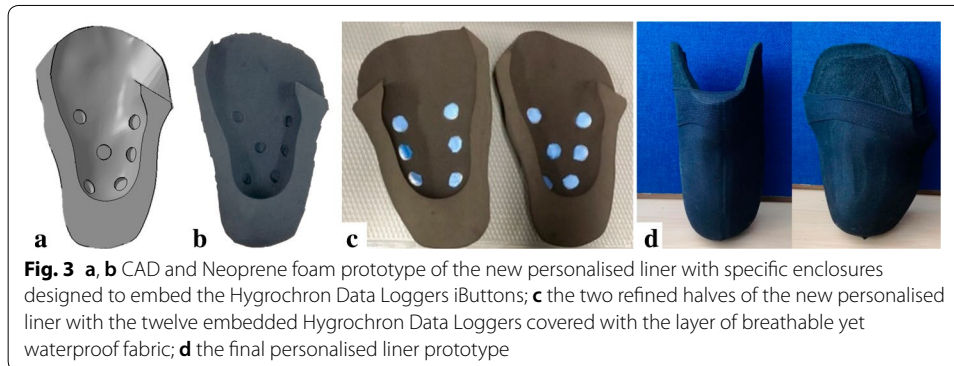 a
b
c
d
Fig. 3 a, b CAD and Neoprene foam prototype of the new personalised liner with specific enclosures
designed to embed the Hygrochron Data Loggers iButtons; c the two refined halves of the new personalised
liner with the twelve embedded Hygrochron Data Loggers covered with the layer of breathable yet
waterproof fabric; d the final personalised liner prototype